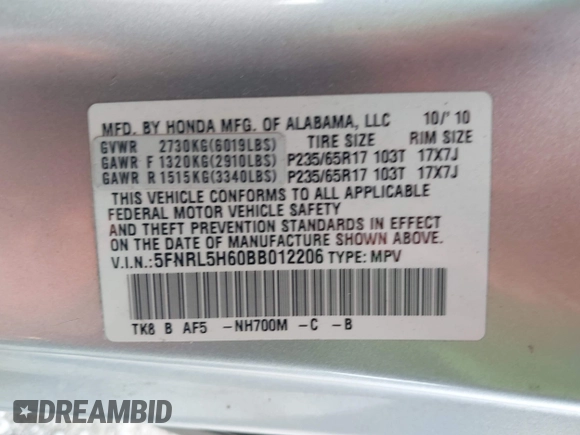 MFD. BY HONDA MFG. OF ALABAMA, LLC 10/'10
GVWR 2730KG(6019LBS) TIRE SIZE RIM SIZE
GAWR F 1320KG(2910LBS) P235/65R17 103T 17X7J
GAWR R 1515KG(3340LBS) P235/65R17 103T 17X7J
THIS VEHICLE CONFORMS TO ALL APPLICABLE
FEDERAL MOTOR VEHICLE SAFETY
AND THEFT PREVENTION STANDARDS IN EFFECT
ON THE DATE OF MANUFACTURE SHOWN ABOVE.
V.I.N.:5FNRL5H60BB012206 TYPE: MPV
TK8 B AF5 -NH700M -C -B
DREAMBID